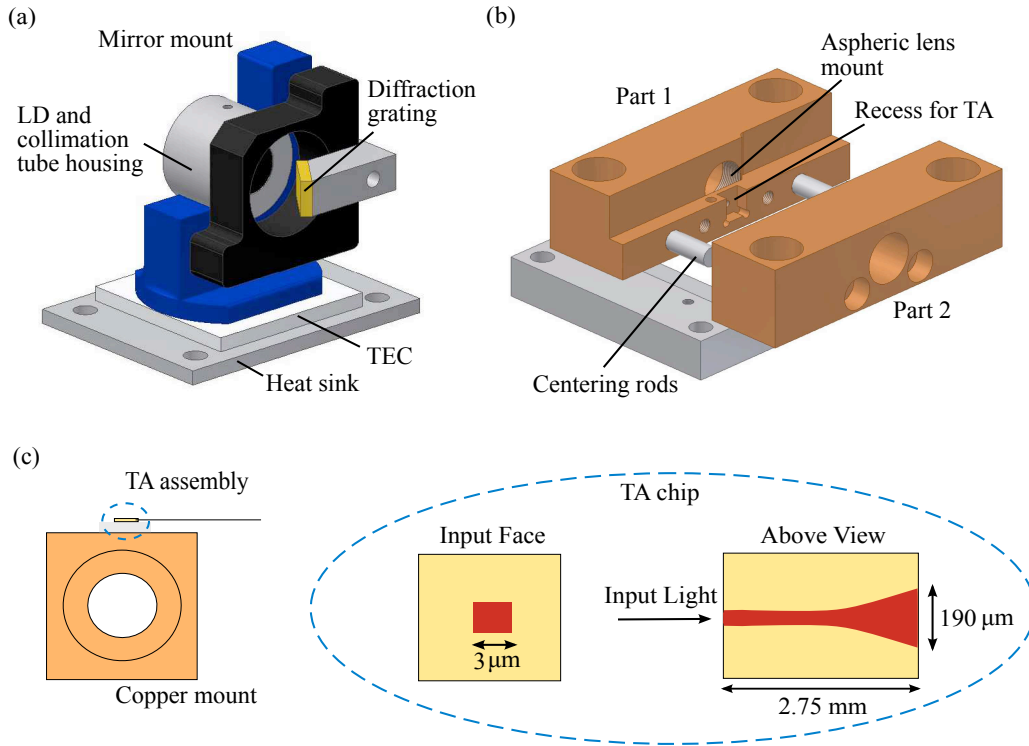 (a)
Mirror mount
LD and
collimation
tube housing
Diffraction
grating
TEC
Heat sink
(b)
Aspheric lens
mount
Part 1
Recess for TA
Part 2
Centering rods
(c)
TA assembly
Copper mount
TA chip
Input Face
3 μm
Input Light
Above View
190 μm
2.75 mm